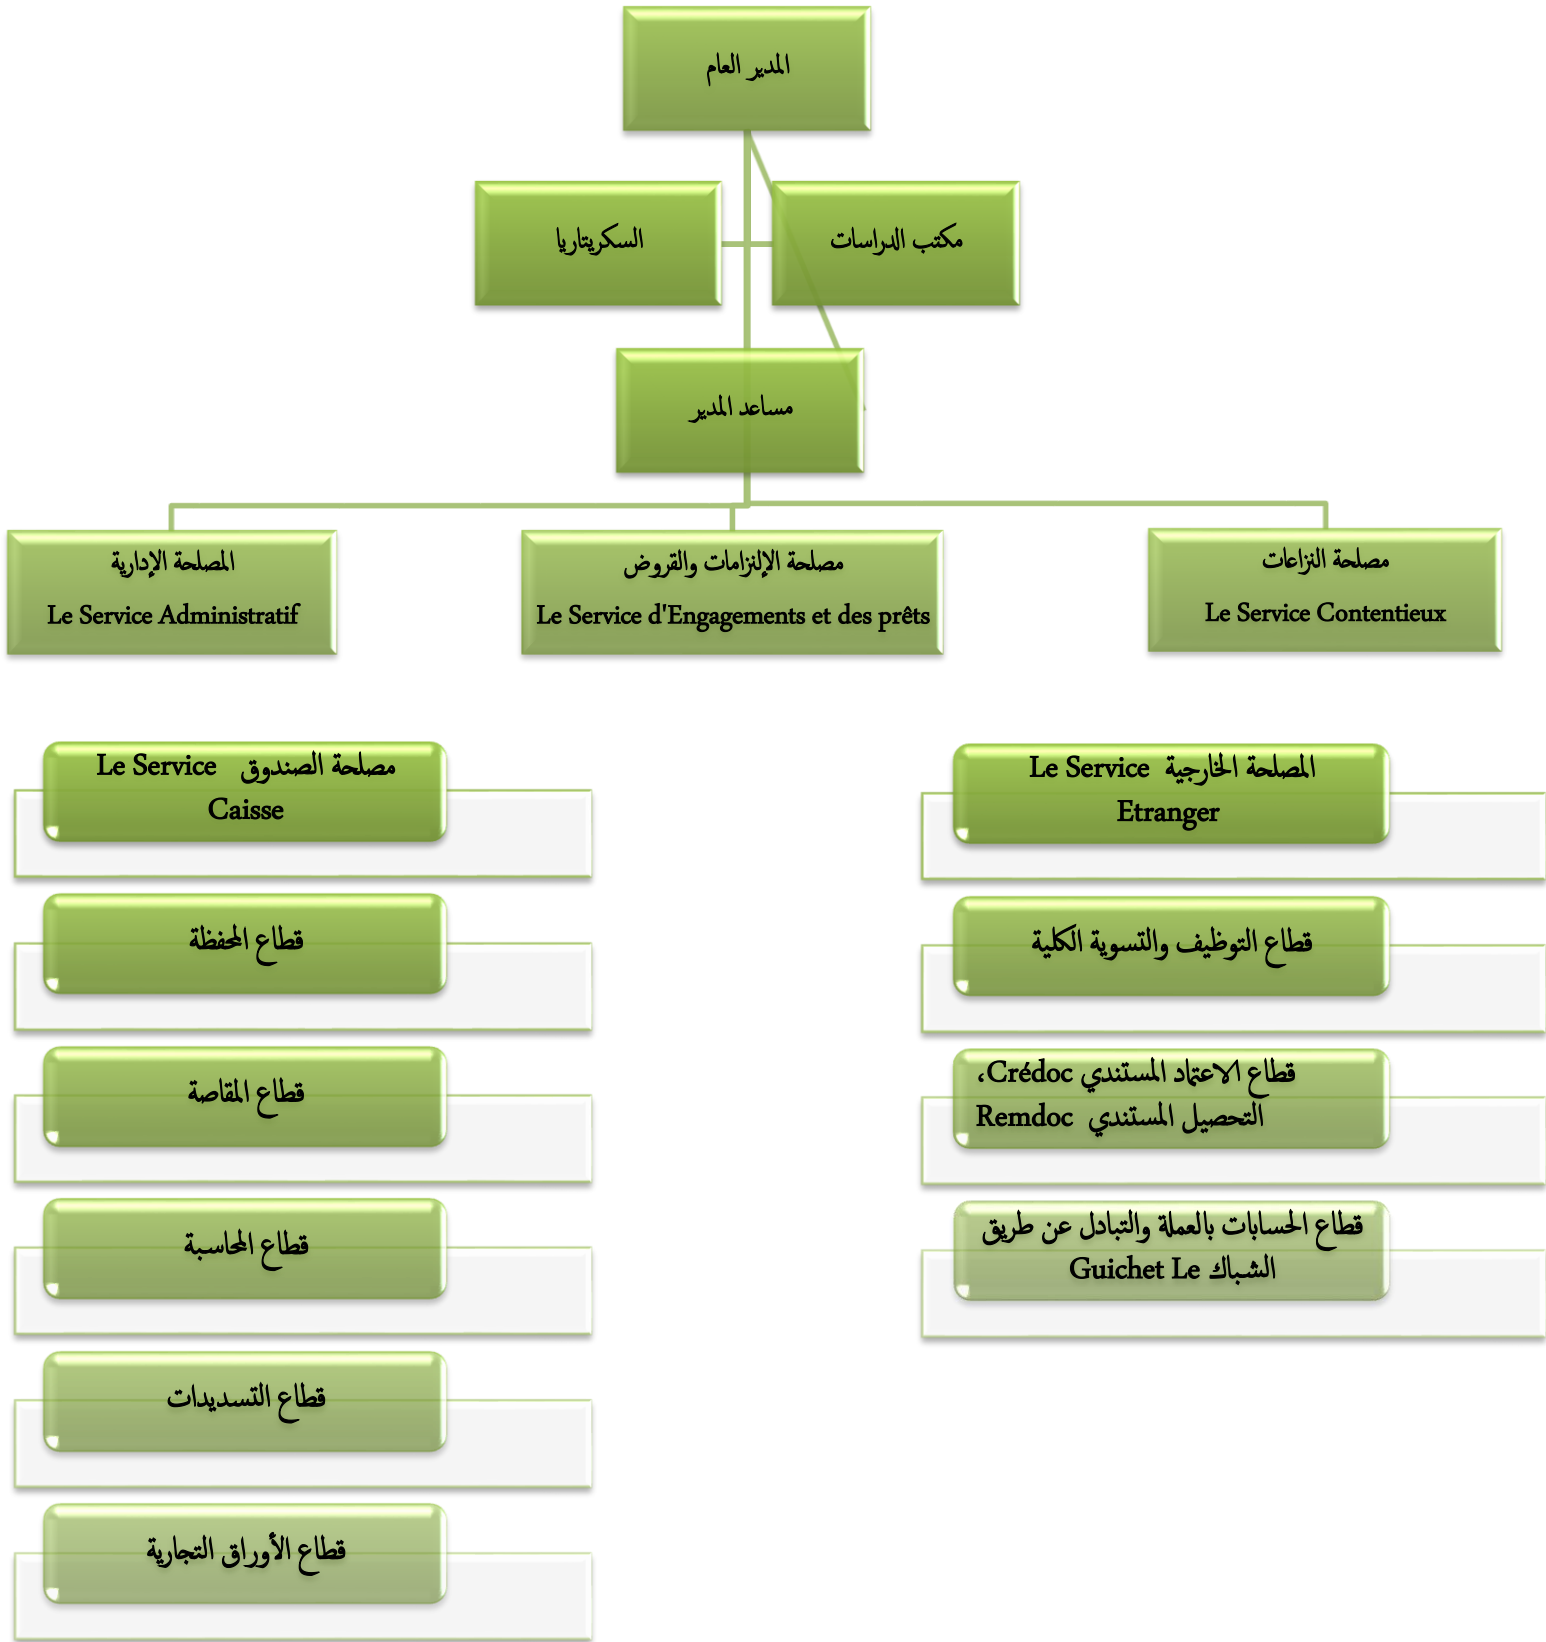 المدير العام
مكتب الدراسات
السكريتاريا
مساعد المدير
مصلحة النزاعات
Le Service Contentieux
مصلحة الإلتزامات والقروض
Le Service d'Engagements et des prêts
المصلحة الإدارية
Le Service Administratif
المصلحة الخارجية Le Service
Etranger
قطاع التوظيف والتسوية الكلية
قطاع الاعتماد المستندي Crédoc،
التحصيل المستندي Remdoc
قطاع الحسابات بالعملة والتبادل عن طريق
الشباك Guichet Le
مصلحة الصندوق Le Service
Caisse
قطاع المحفظة
قطاع المقاصة
قطاع المحاسبة
قطاع التسديدات
قطاع الأوراق التجارية